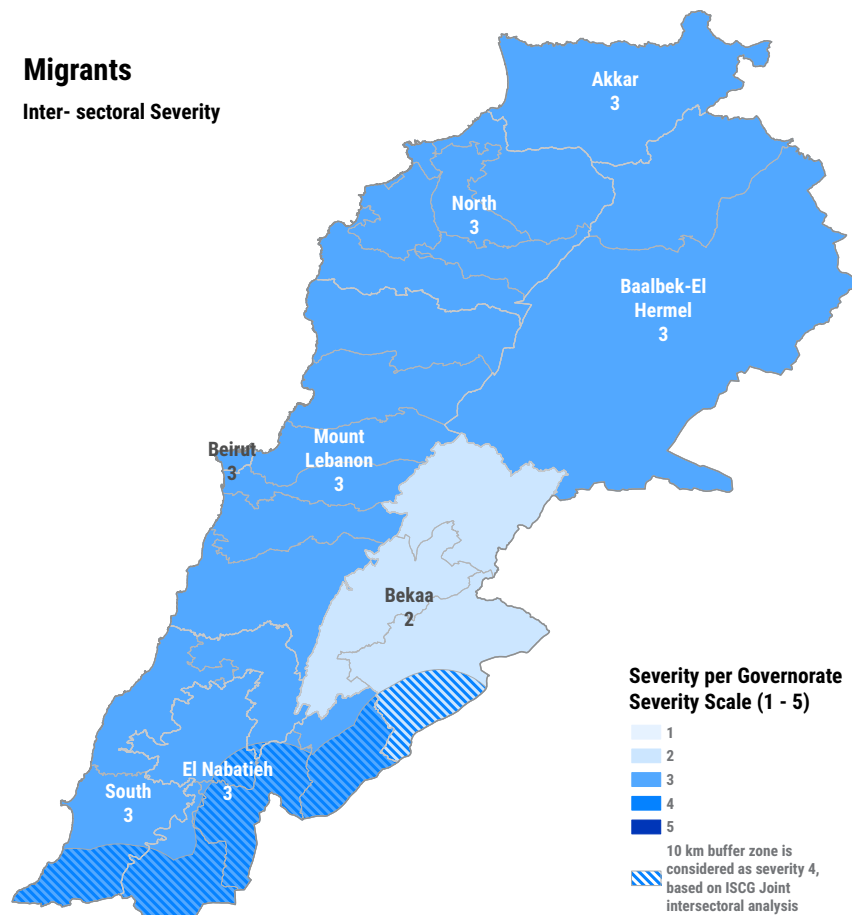 Migrants
Inter- sectoral Severity
Akkar
3
North
3
Baalbek-El
Hermel
3
Beirut
3
Mount
Lebanon
3
Bekaa
2
El Nabatieh
3
South
3
Severity per Governorate
Severity Scale (1 - 5)
1
2
3
4
5
10 km buffer zone is
considered as severity 4,
based on ISCG Joint
intersectoral analysis